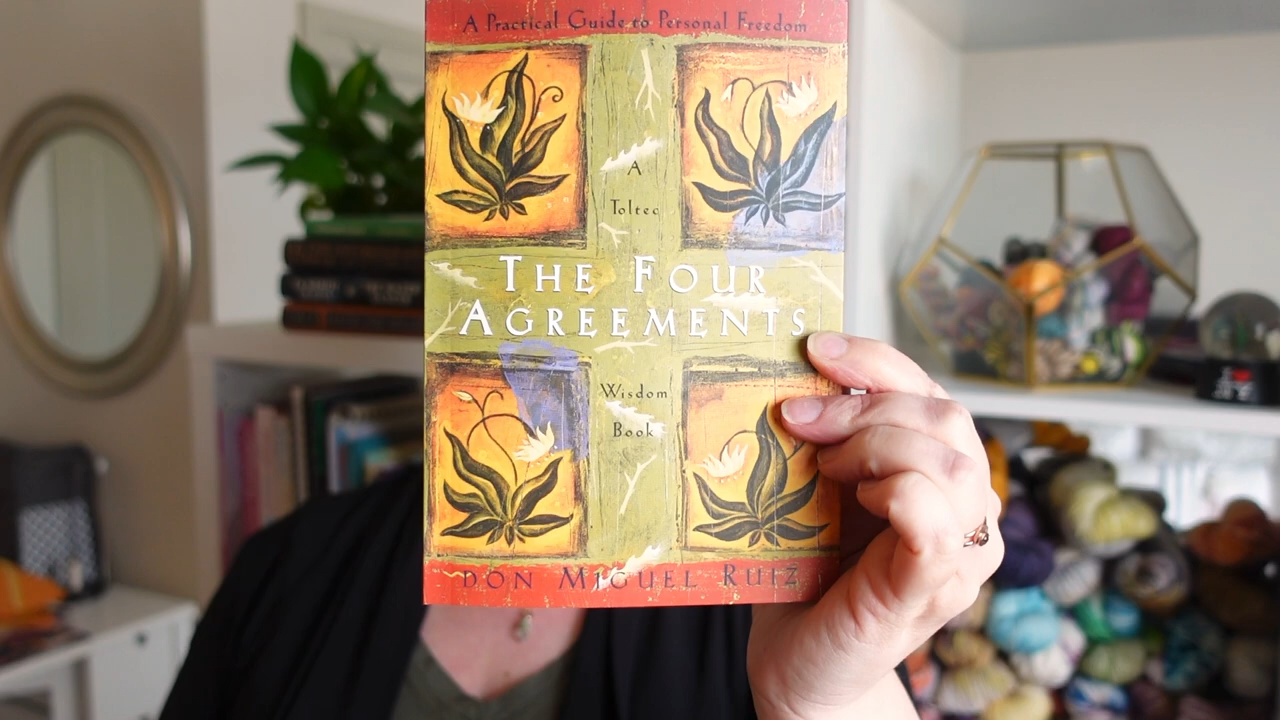 A Practical Guide to Personal Freedom
A
Toltec
THE FOUR
AGREEMENTS
Wisdom
Book
DON MIGUEL RUIZ